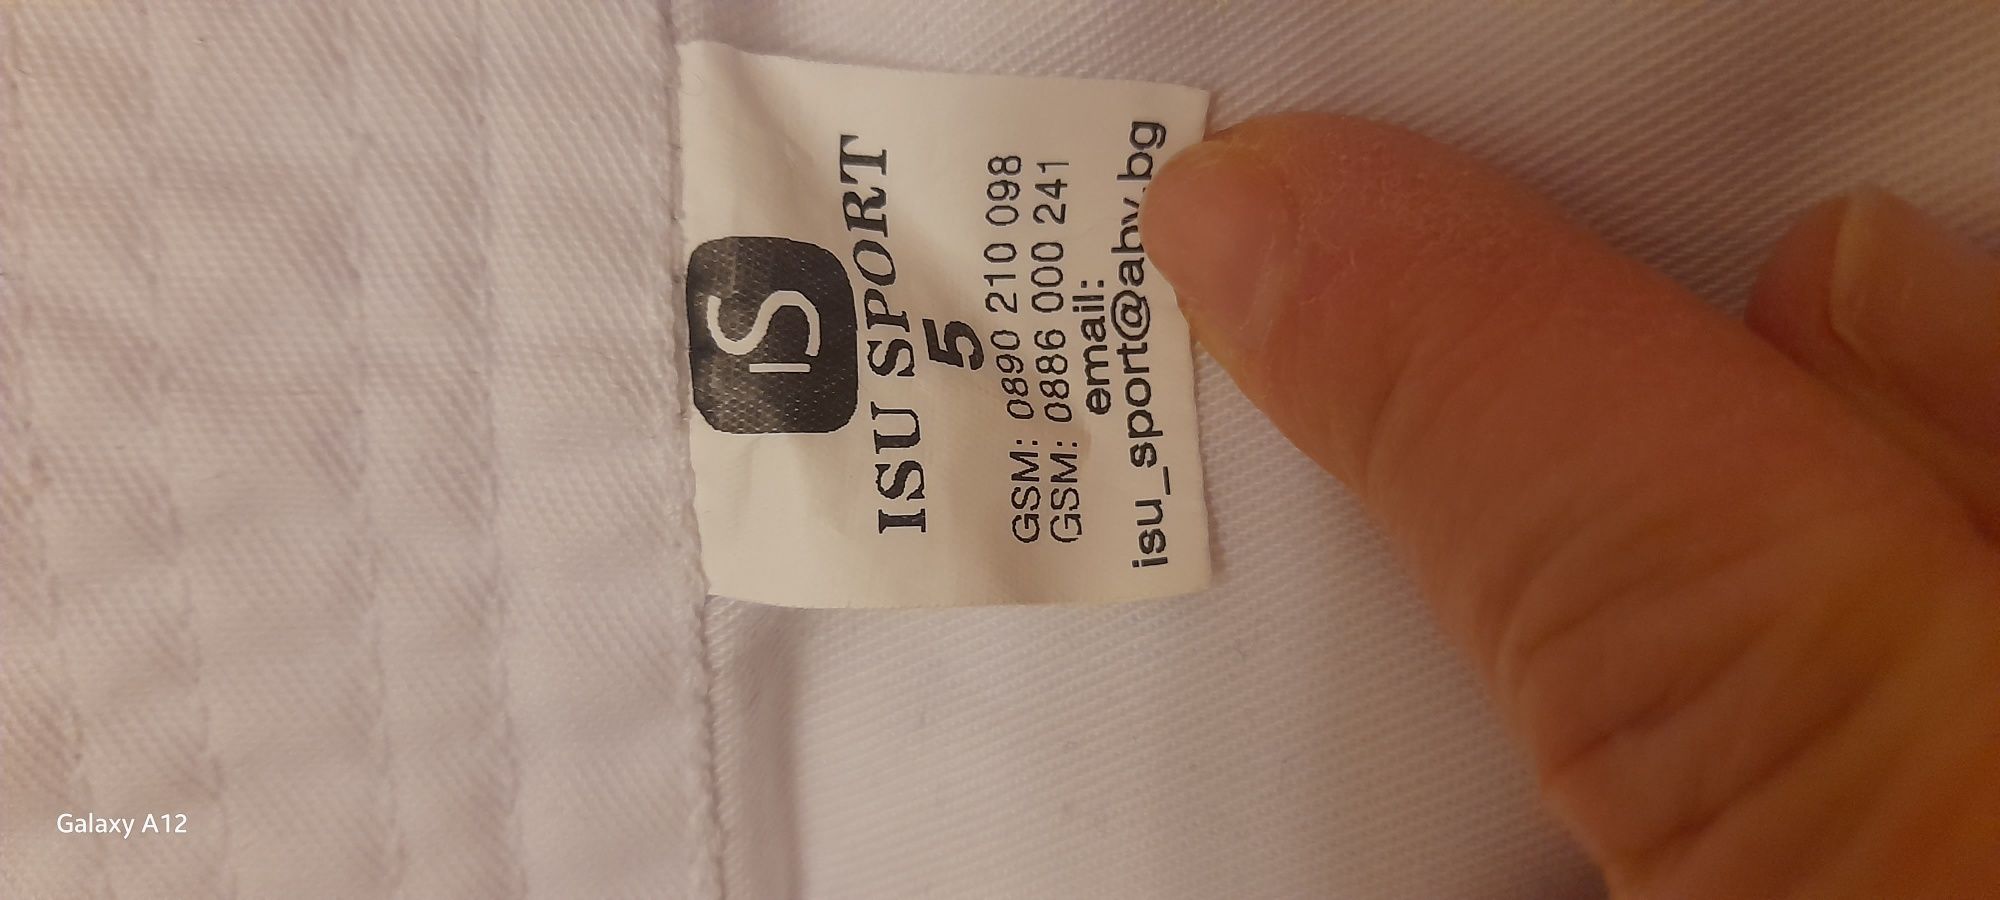 IS
ISU SPORT
5
GSM: 0890 210 098
GSM: 0886 000 241
email:
isu_sport@abv.bg
Galaxy A12